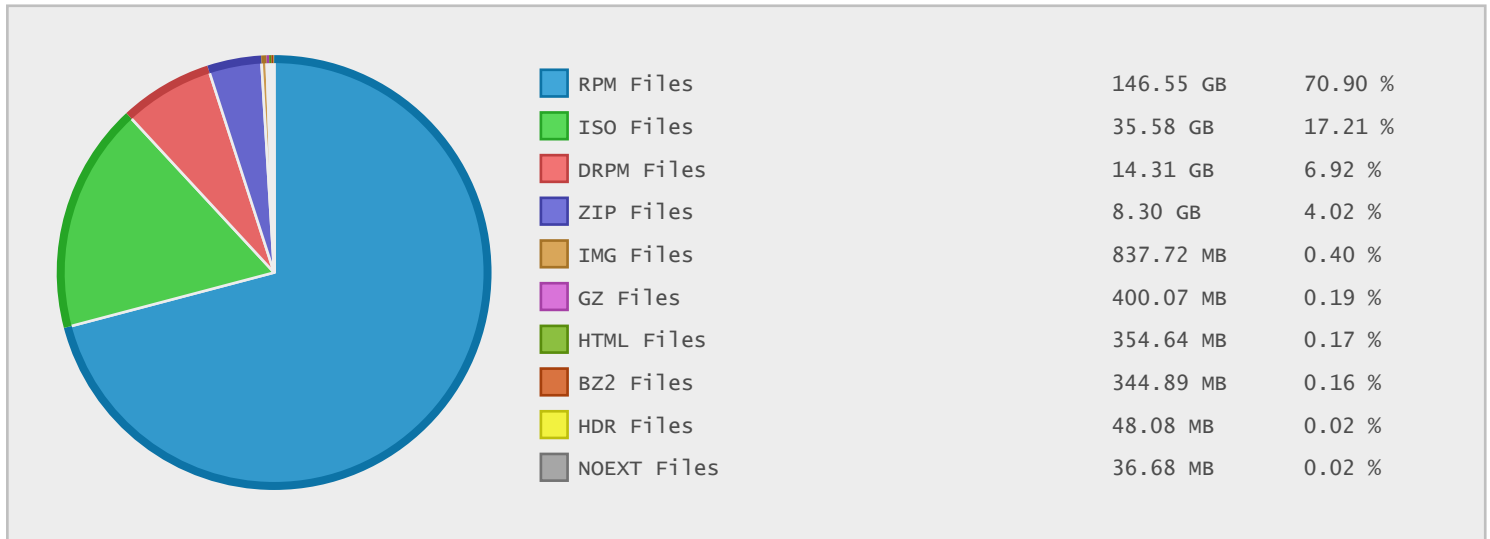 RPM Files 146.55 GB 70.90 %
ISO Files 35.58 GB 17.21 %
DRPM Files 14.31 GB 6.92 %
ZIP Files 8.30 GB 4.02 %
IMG Files 837.72 MB 0.40 %
GZ Files 400.07 MB 0.19 %
HTML Files 354.64 MB 0.17 %
BZ2 Files 344.89 MB 0.16 %
HDR Files 48.08 MB 0.02 %
NOEXT Files 36.68 MB 0.02 %